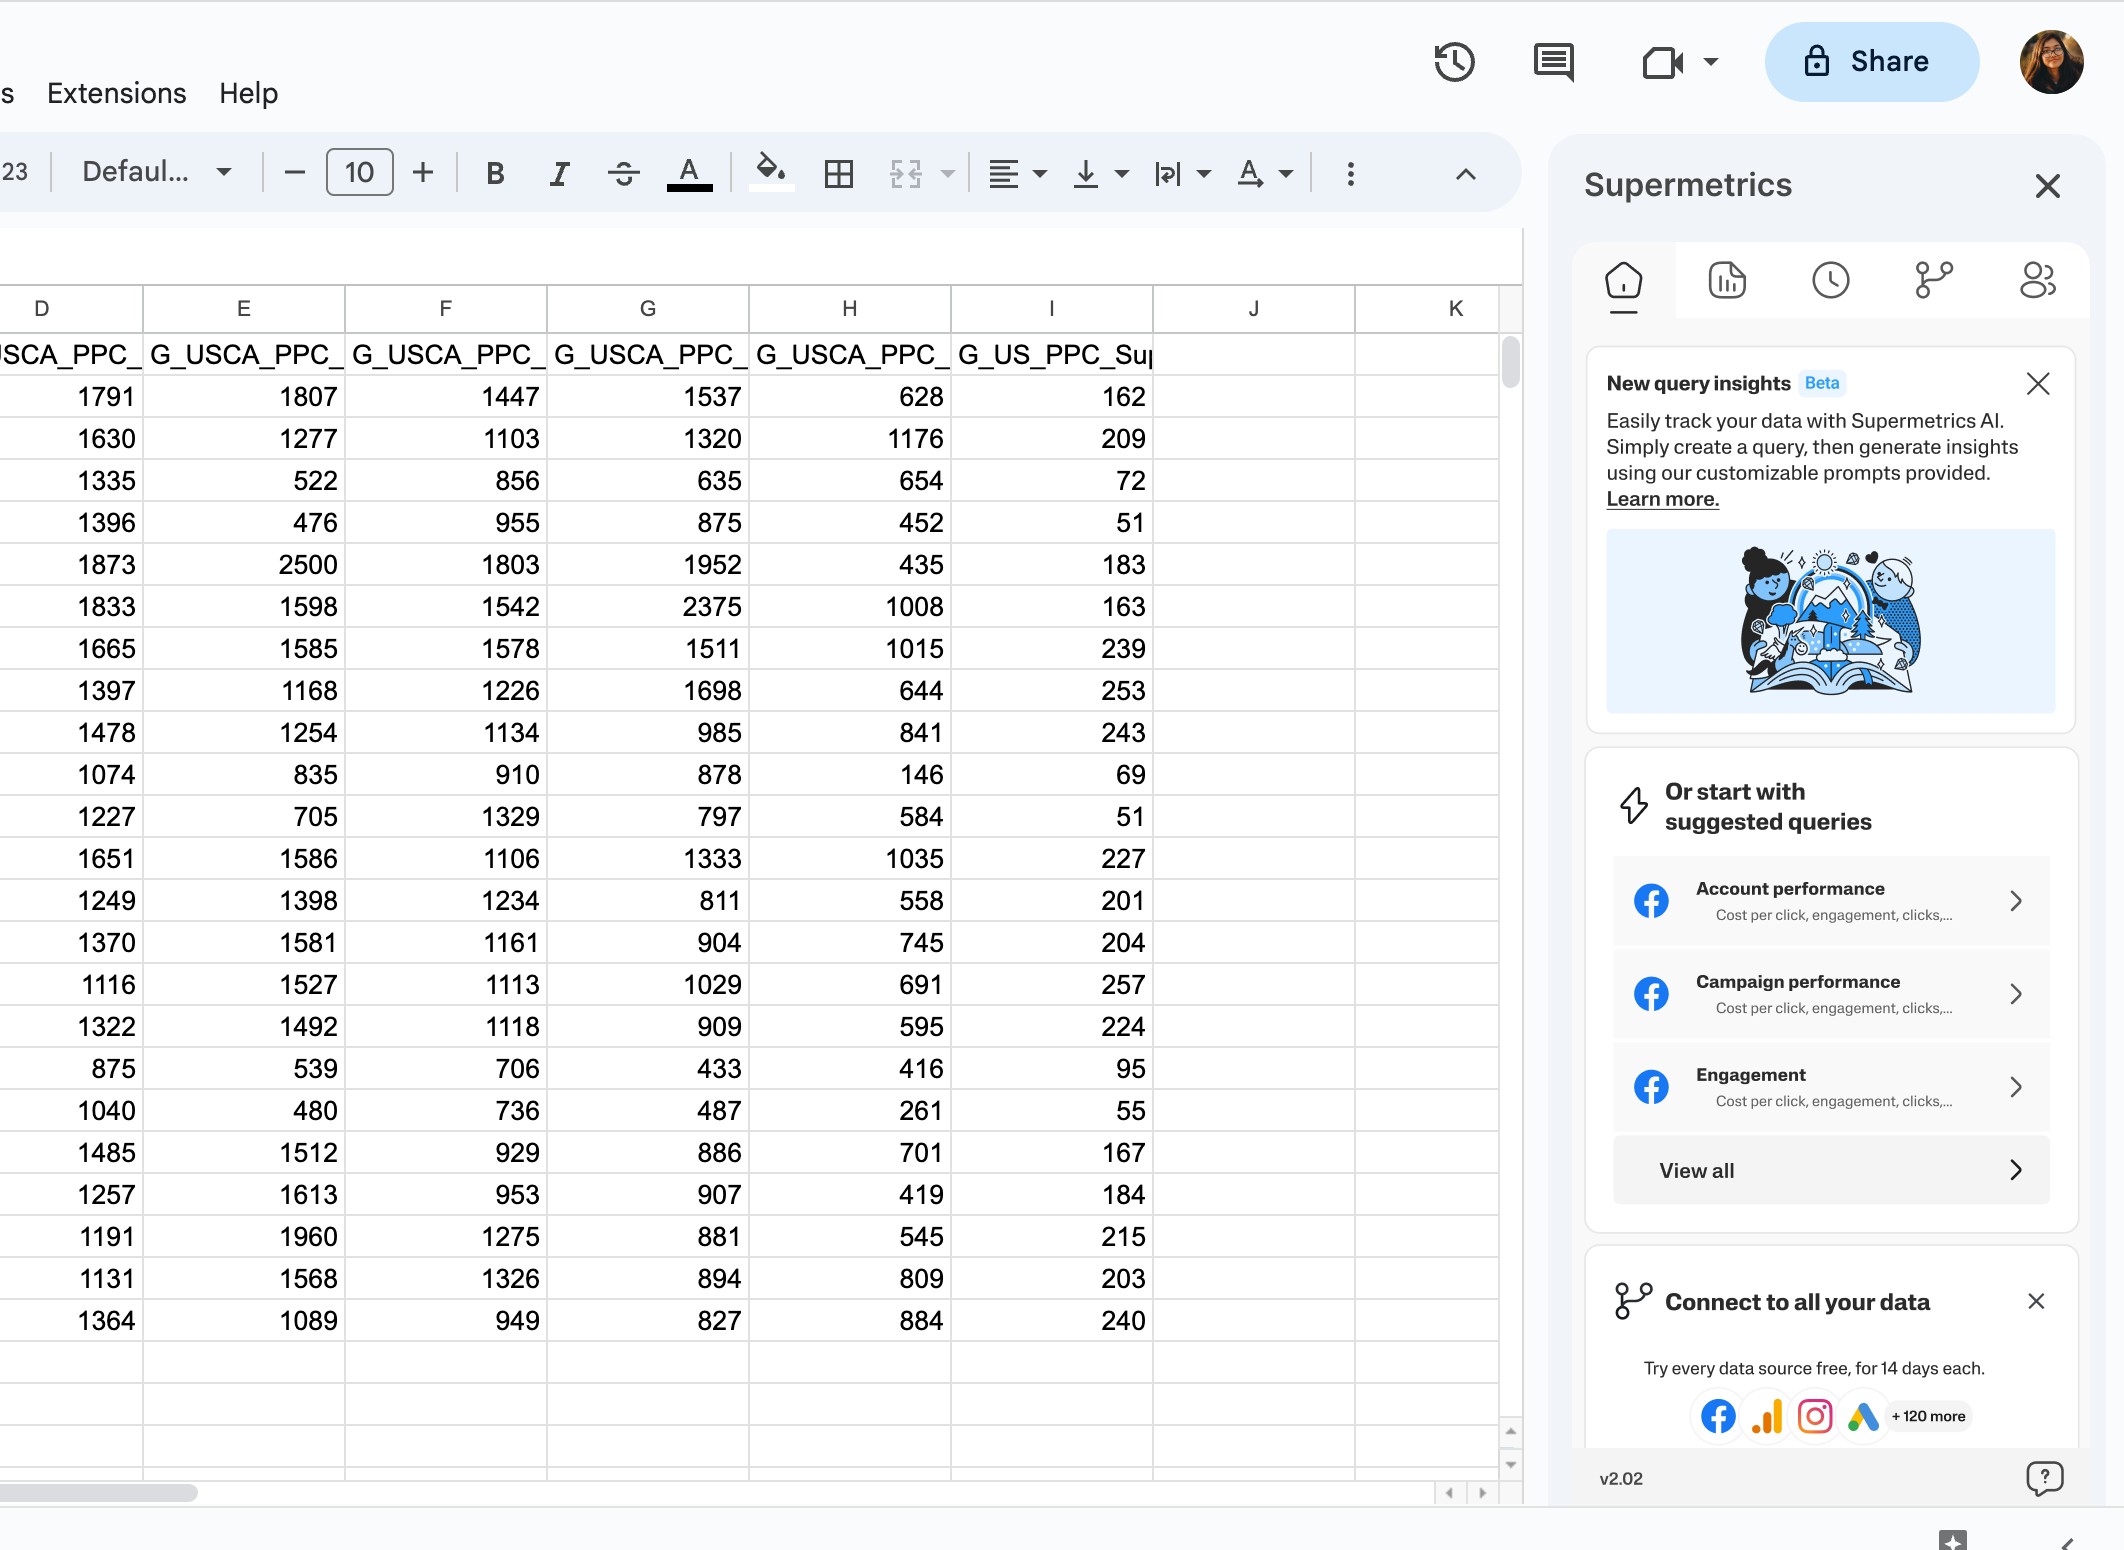 s Extensions Help
Share
23 Defaul... 10 B I S A
Supermetrics
D E F G H I J K
SCA_PPC_ G_USCA_PPC_ G_USCA_PPC_ G_USCA_PPC_ G_USCA_PPC_ G_US_PPC_Sup
1791 1807 1447 1537 628 162
1630 1277 1103 1320 1176 209
1335 522 856 635 654 72
1396 476 955 875 452 51
1873 2500 1803 1952 435 183
1833 1598 1542 2375 1008 163
1665 1585 1578 1511 1015 239
1397 1168 1226 1698 644 253
1478 1254 1134 985 841 243
1074 835 910 878 146 69
1227 705 1329 797 584 51
1651 1586 1106 1333 1035 227
1249 1398 1234 811 558 201
1370 1581 1161 904 745 204
1116 1527 1113 1029 691 257
1322 1492 1118 909 595 224
875 539 706 433 416 95
1040 480 736 487 261 55
1485 1512 929 886 701 167
1257 1613 953 907 419 184
1191 1960 1275 881 545 215
1131 1568 1326 894 809 203
1364 1089 949 827 884 240
New query insights Beta
Easily track your data with Supermetrics AI.
Simply create a query, then generate insights
using our customizable prompts provided.
Learn more.
Or start with
suggested queries
Account performance
Cost per click, engagement, clicks,...
Campaign performance
Cost per click, engagement, clicks,...
Engagement
Cost per click, engagement, clicks,...
View all
Connect to all your data
Try every data source free, for 14 days each.
+ 120 more
v2.02